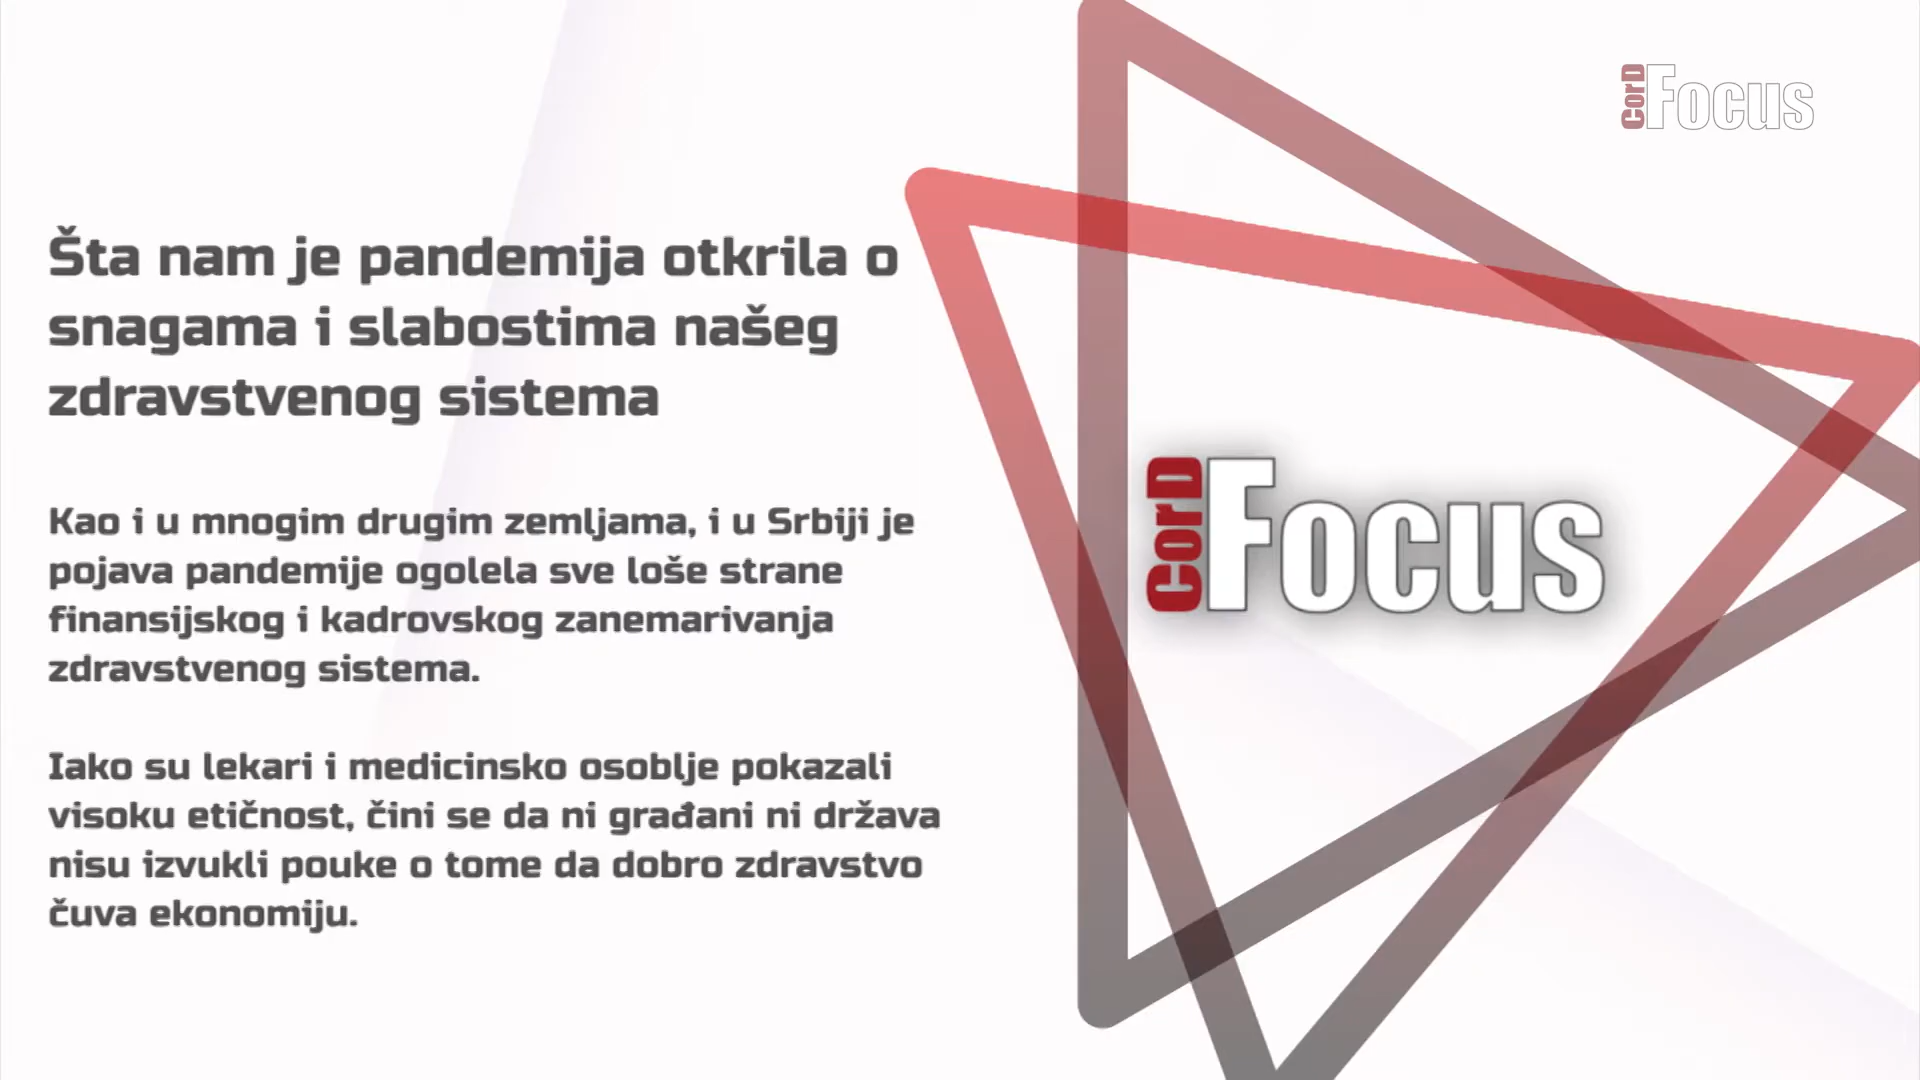 CorD Focus
Šta nam je pandemija otkrila o
snagama i slabostima našeg
zdravstvenog sistema
Kao i u mnogim drugim zemljama, i u Srbiji je
pojava pandemije ogolela sve loše strane
finansijskog i kadrovskog zanemarivanja
zdravstvenog sistema.
Iako su lekari i medicinsko osoblje pokazali
visoku etičnost, čini se da ni građani ni država
nisu izvukli pouke o tome da dobro zdravstvo
čuva ekonomiju.
CorD Focus